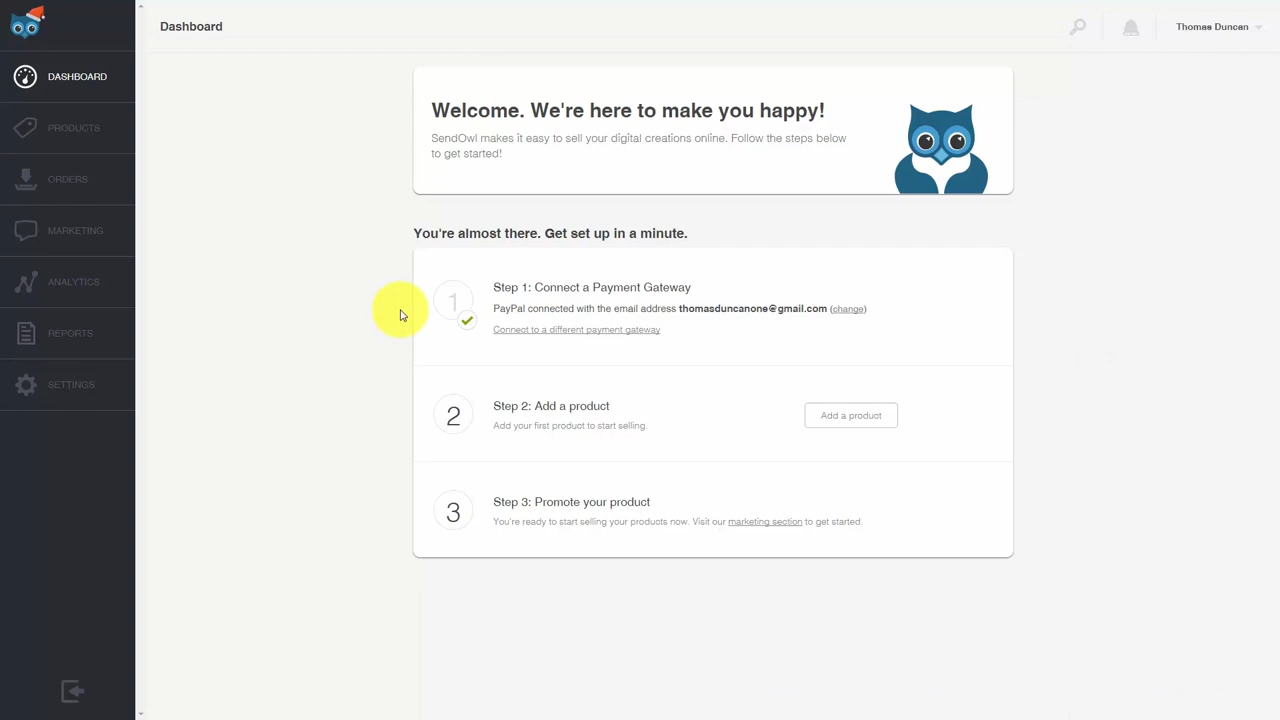 Dashboard
Thomas Duncan
DASHBOARD
PRODUCTS
ORDERS
MARKETING
ANALYTICS
REPORTS
SETTINGS
Welcome. We're here to make you happy!
SendOwl makes it easy to sell your digital creations online. Follow the steps below
to get started!
You're almost there. Get set up in a minute.
1
Step 1: Connect a Payment Gateway
PayPal connected with the email address thomasduncanone@gmail.com (change)
Connect to a different payment gateway
2
Step 2: Add a product
Add your first product to start selling.
Add a product
3
Step 3: Promote your product
You're ready to start selling your products now. Visit our marketing section to get started.